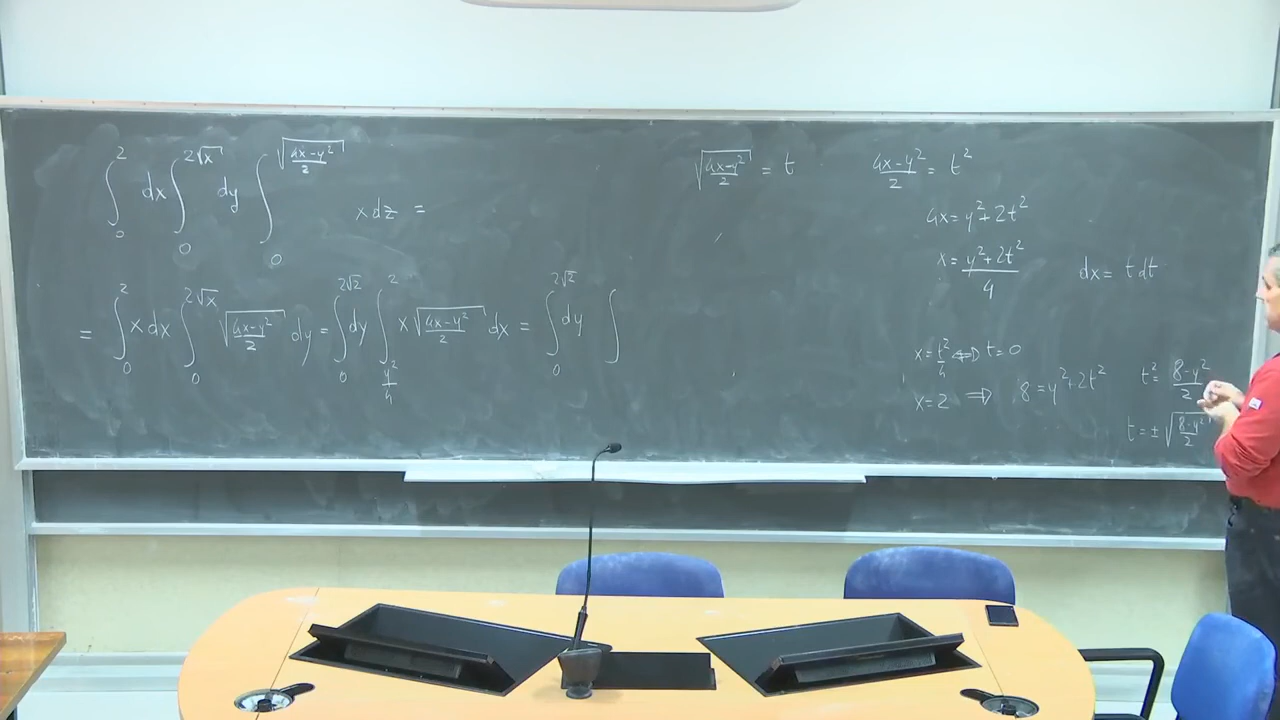 ∫₀² dx ∫₀^{2√x} dy ∫₀^{√((4x-y²)/2)} x dz =
= ∫₀² x dx ∫₀^{2√x} √((4x-y²)/2) dy = ∫₀^{2√2} dy ∫_{y²/4}² x √((4x-y²)/2) dx = ∫₀^{2√2} dy ∫
√((4x-y²)/2) = t
(4x-y²)/2 = t²
4x = y²+2t²
x = (y²+2t²)/4
dx = t dt
x = t²/4 ⇔ t = 0
x = 2 ⇒ 8 = y²+2t²
t² = (8-y²)/2
t = ±√((8-y²)/2)